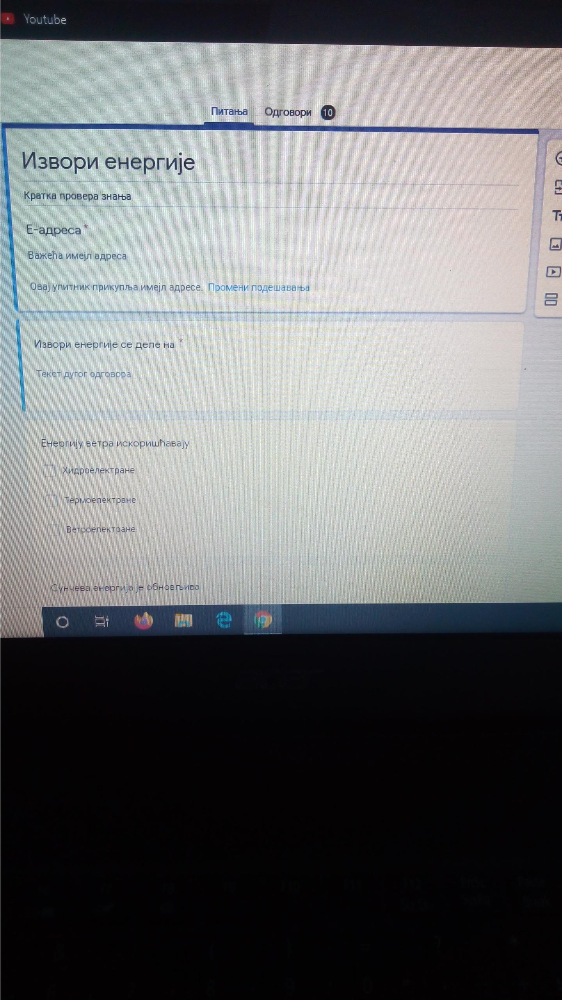 Youtube
Питања Одговори 10
Извори енергије
Кратка провера знања
Е-адреса *
Важећа имејл адреса
Овај упитник прикупља имејл адресе. Промени подешавања
Извори енергије се деле на *
Текст дугог одговора
Енергију ветра искоришћавају
Хидроелектране
Термоелектране
Ветроелектране
Сунчева енергија је обновљива
acer